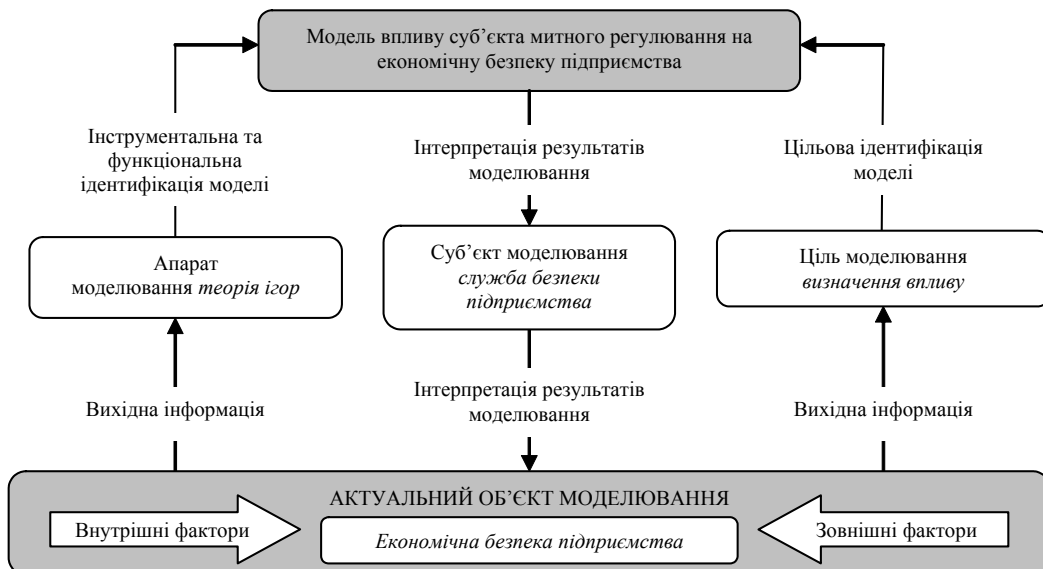 Модель впливу суб’єкта митного регулювання на
економічну безпеку підприємства
Інструментальна та
функціональна
ідентифікація моделі
Інтерпретація результатів
моделювання
Цільова ідентифікація
моделі
Апарат
моделювання теорія ігор
Суб’єкт моделювання
служба безпеки
підприємства
Ціль моделювання
визначення впливу
Вихідна інформація
Інтерпретація результатів
моделювання
Вихідна інформація
АКТУАЛЬНИЙ ОБ’ЄКТ МОДЕЛЮВАННЯ
Внутрішні фактори
Економічна безпека підприємства
Зовнішні фактори